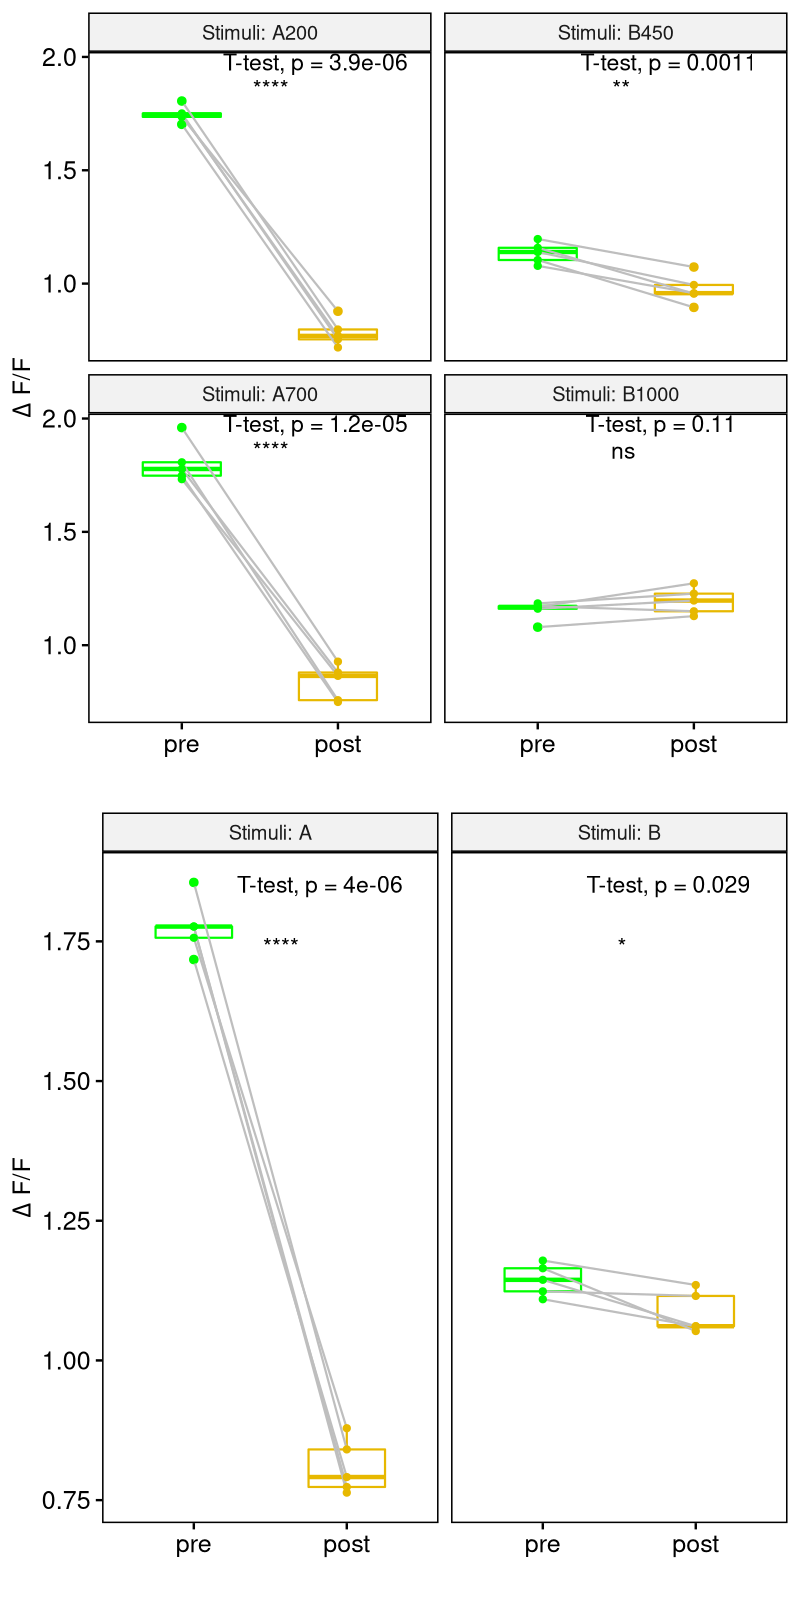 Stimuli: A200
Stimuli: B450
T-test, p = 3.9e-06
T-test, p = 0.0011
****
**
2.0
1.5
1.0
Δ F/F
Stimuli: A700
Stimuli: B1000
T-test, p = 1.2e-05
T-test, p = 0.11
****
ns
2.0
1.5
1.0
pre
post
pre
post
Stimuli: A
Stimuli: B
T-test, p = 4e-06
T-test, p = 0.029
****
*
1.75
1.50
1.25
1.00
0.75
Δ F/F
pre
post
pre
post